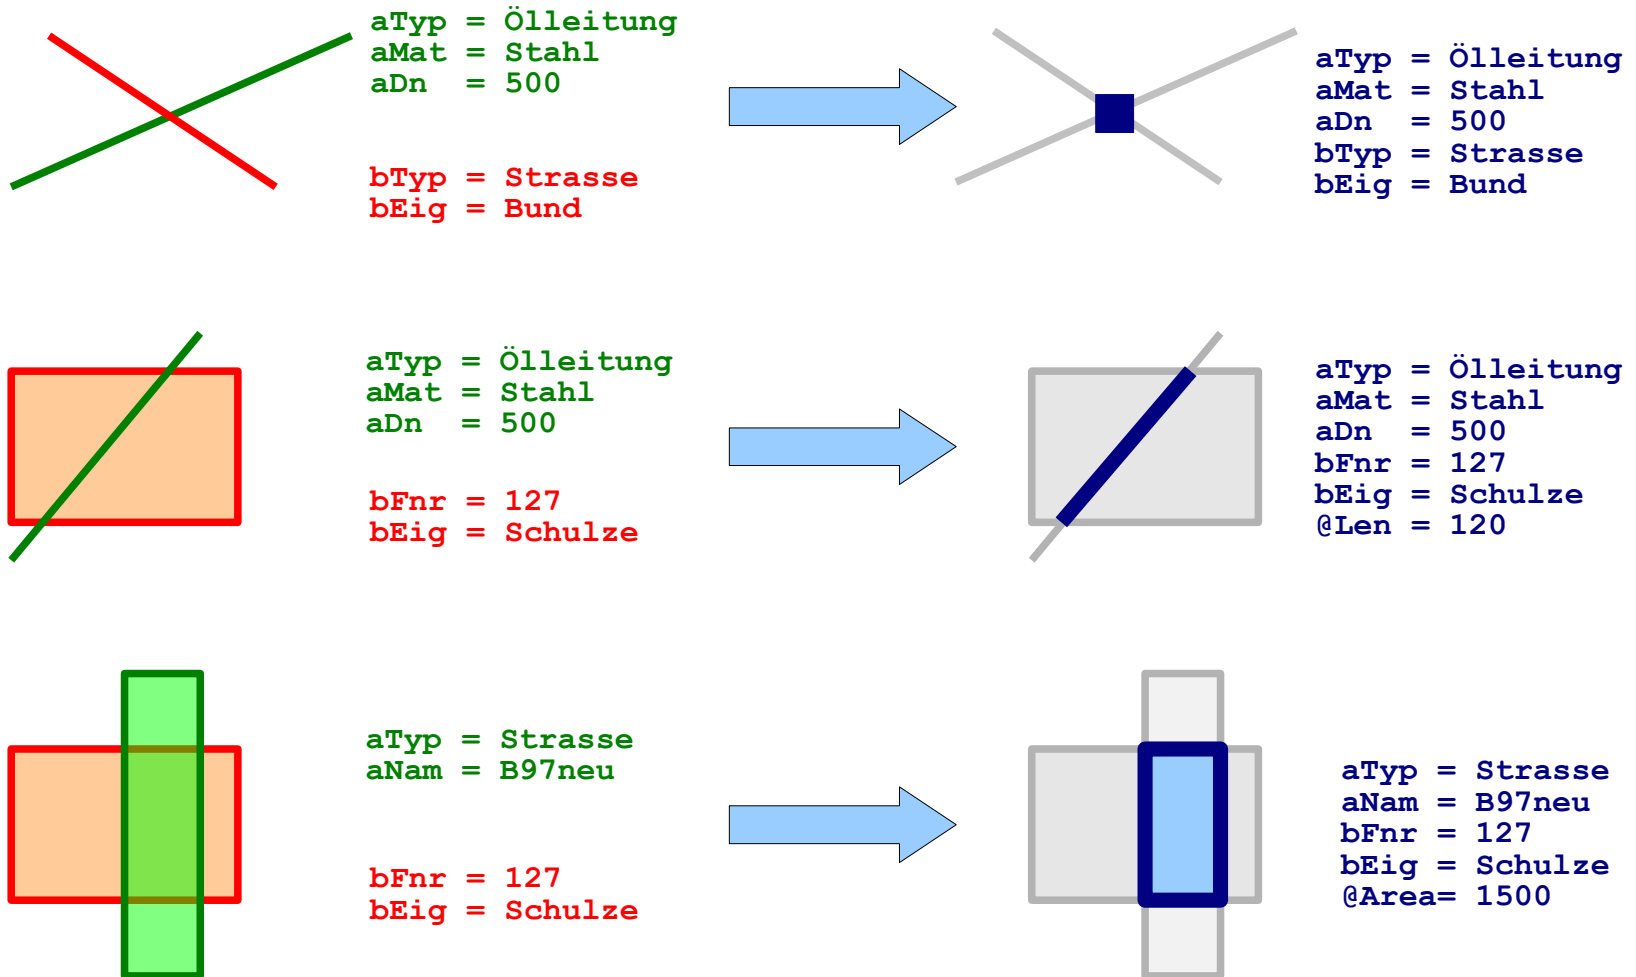 aTyp = Ölleitung
aMat = Stahl
aDn  = 500
bTyp = Strasse
bEig = Bund
aTyp = Ölleitung
aMat = Stahl
aDn  = 500
bTyp = Strasse
bEig = Bund
aTyp = Ölleitung
aMat = Stahl
aDn  = 500
bFnr = 127
bEig = Schulze
aTyp = Ölleitung
aMat = Stahl
aDn  = 500
bFnr = 127
bEig = Schulze
@Len = 120
aTyp = Strasse
aNam = B97neu
bFnr = 127
bEig = Schulze
aTyp = Strasse
aNam = B97neu
bFnr = 127
bEig = Schulze
@Area= 1500